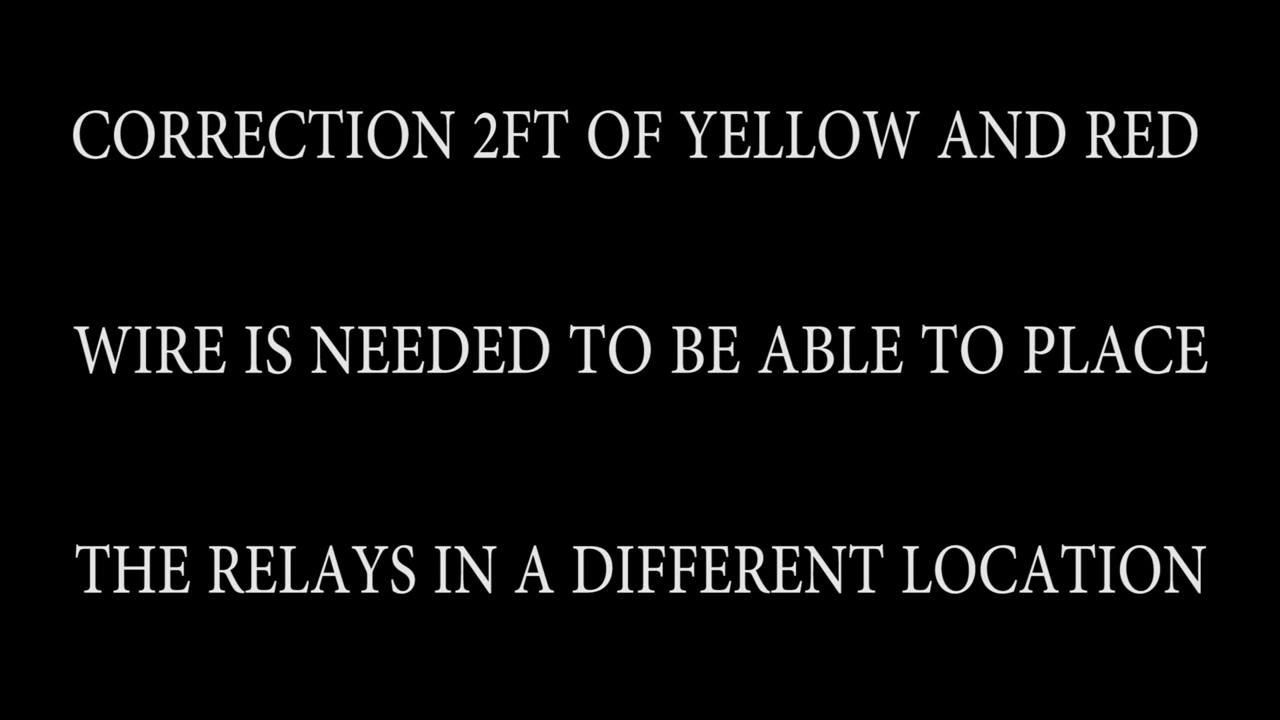 CORRECTION 2FT OF YELLOW AND RED
WIRE IS NEEDED TO BE ABLE TO PLACE
THE RELAYS IN A DIFFERENT LOCATION